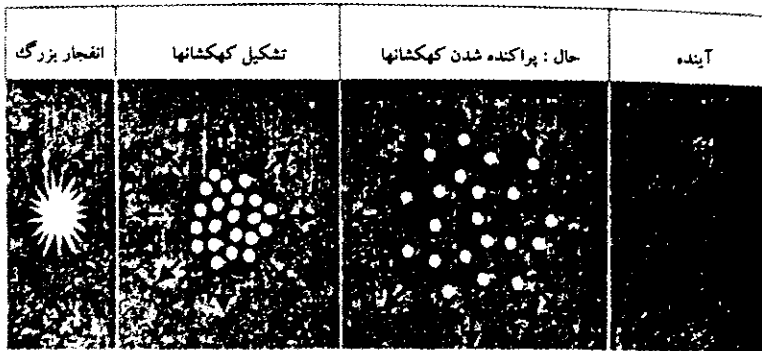 آینده
حال : پراکنده شدن کهکشانها
تشکیل کهکشانها
انفجار بزرگ